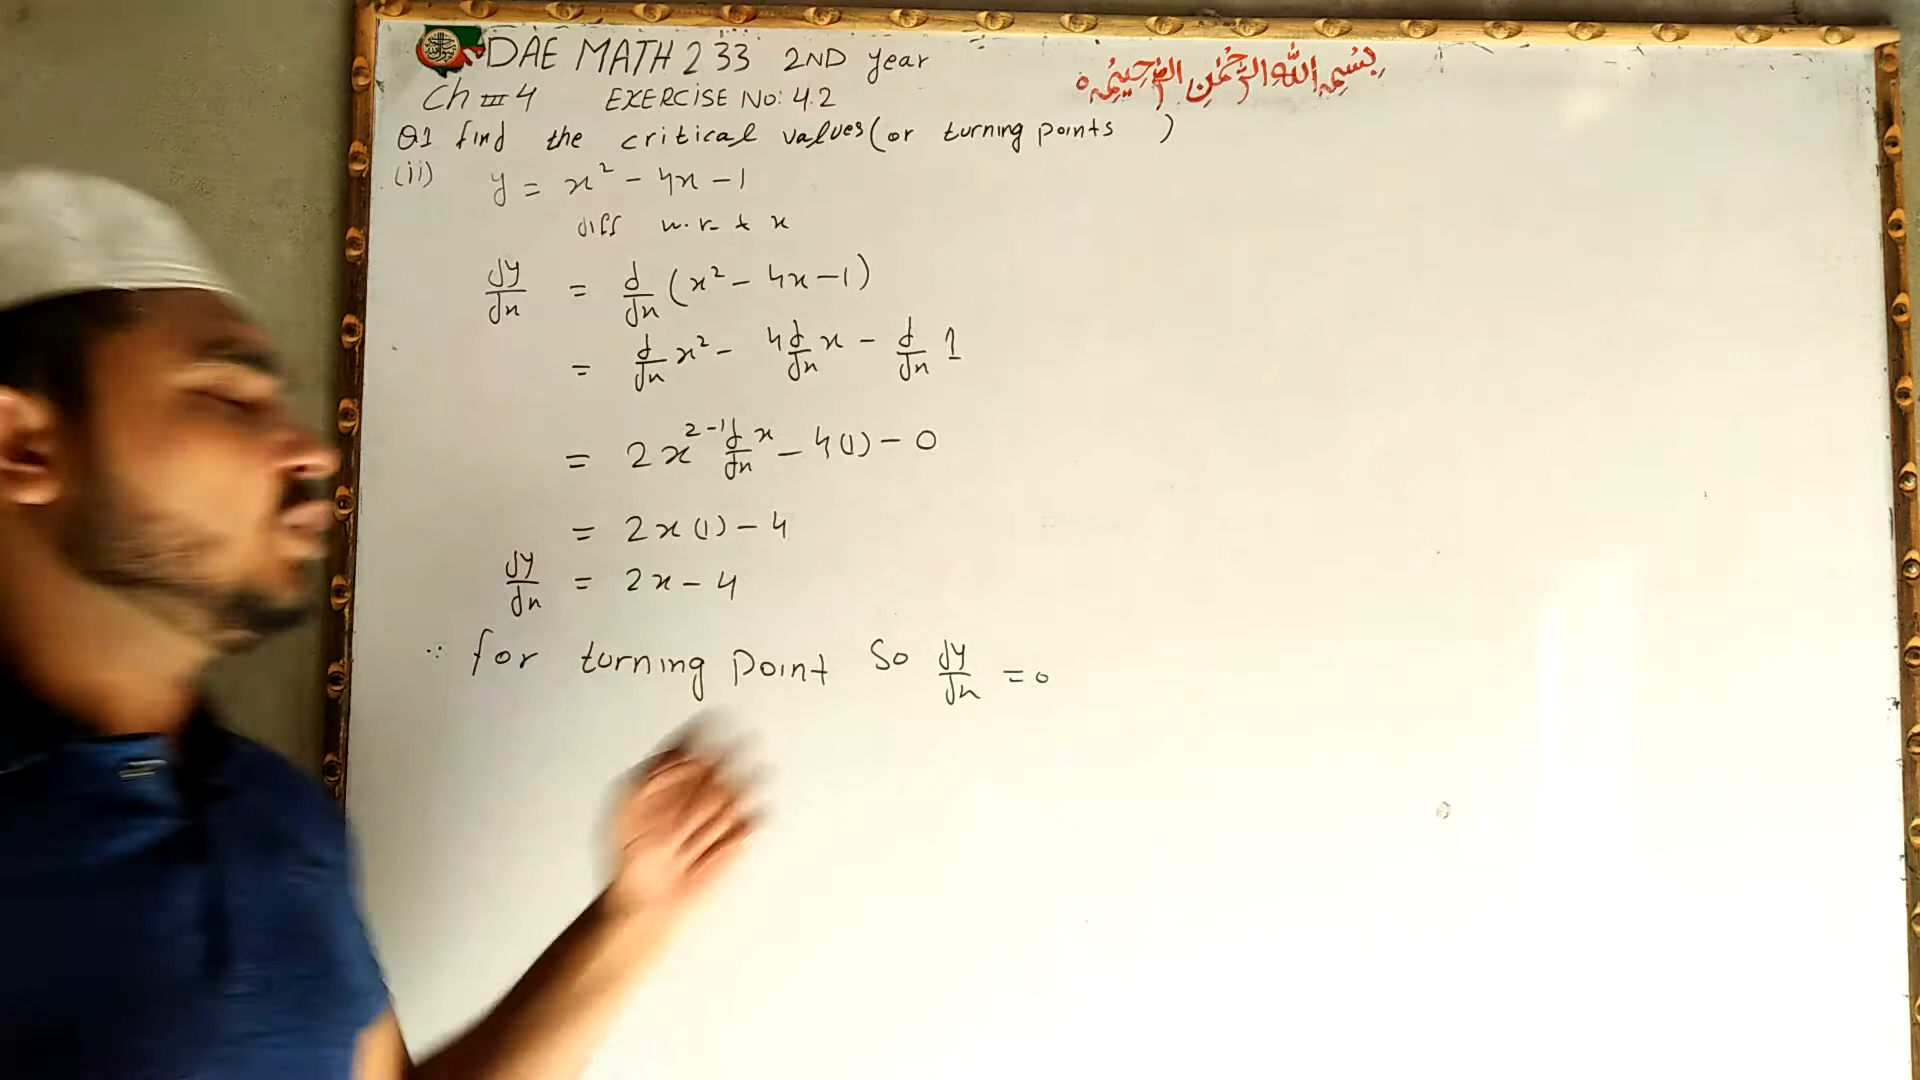 DAE MATH 233 2ND year
بِسْمِ اللهِ الرَّحْمٰنِ الرَّحِيْمِ ه
Ch # 4 EXERCISE No: 4.2
Q1 find the critical values (or turning points )
(ii) y = x² - 4x - 1
diff w.r.t x
dy/dx = d/dx (x² - 4x - 1)
= d/dx x² - 4 d/dx x - d/dx 1
= 2x²⁻¹ d/dx x - 4(1) - 0
= 2x(1) - 4
dy/dx = 2x - 4
∵ for turning point So dy/dx = 0